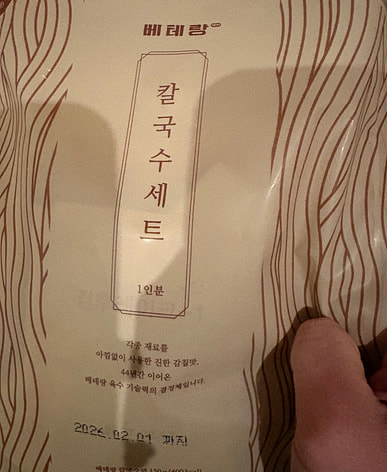 베테랑
칼국수세트
1인분
각종 재료를
아낌없이 사용한 진한 감칠맛.
44년간 이어온
베테랑 육수 기술력의 결정체입니다.
2026.02.01 까지